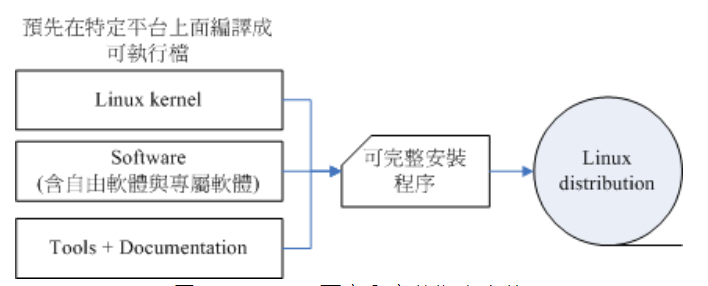 預先在特定平台上面編譯成
可執行檔
Linux kernel
Software
(含自由軟體與專屬軟體)
Tools + Documentation
可完整安裝
程序
Linux
distribution